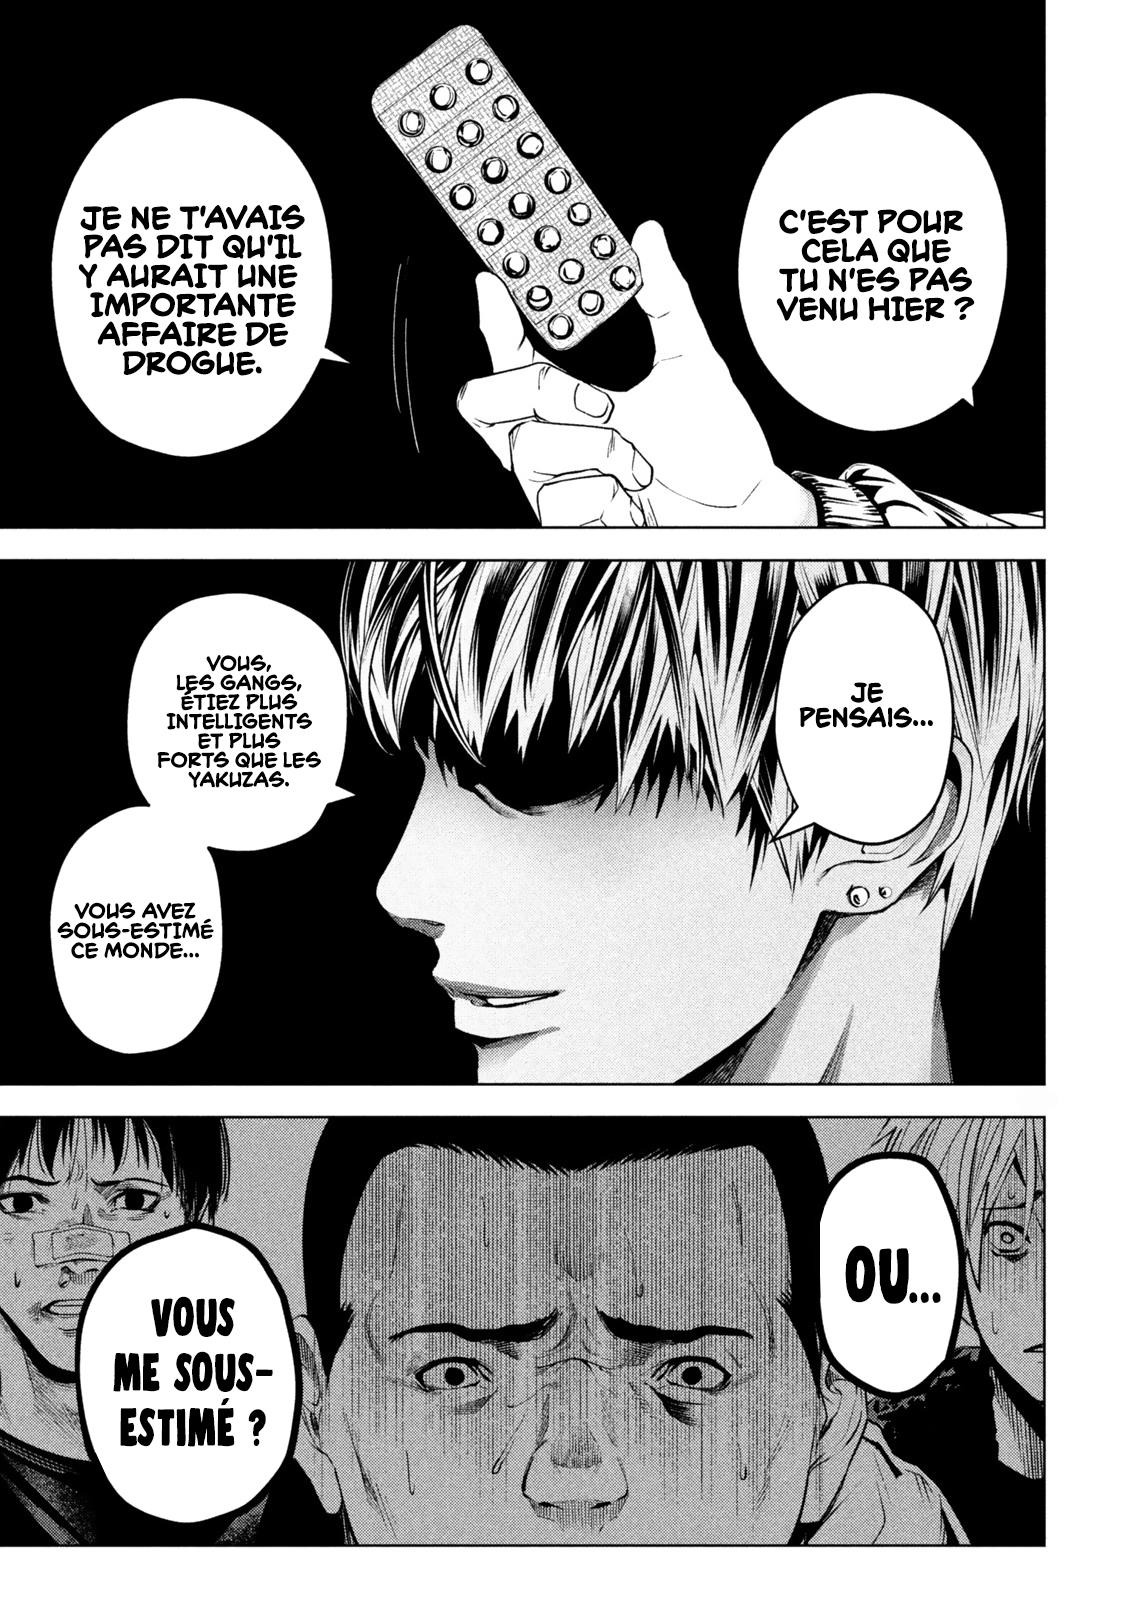 C'EST POUR
CELA QUE
TU N'ES PAS
VENU HIER ?
JE NE T'AVAIS
PAS DIT QU'IL
Y AURAIT UNE
IMPORTANTE
AFFAIRE DE
DROGUE.
JE
PENSAIS...
VOUS,
LES GANGS,
ÉTIEZ PLUS
INTELLIGENTS
ET PLUS
FORTS QUE LES
YAKUZAS.
VOUS AVEZ
SOUS-ESTIMÉ
CE MONDE...
OU...
VOUS
ME SOUS-
ESTIMÉ ?